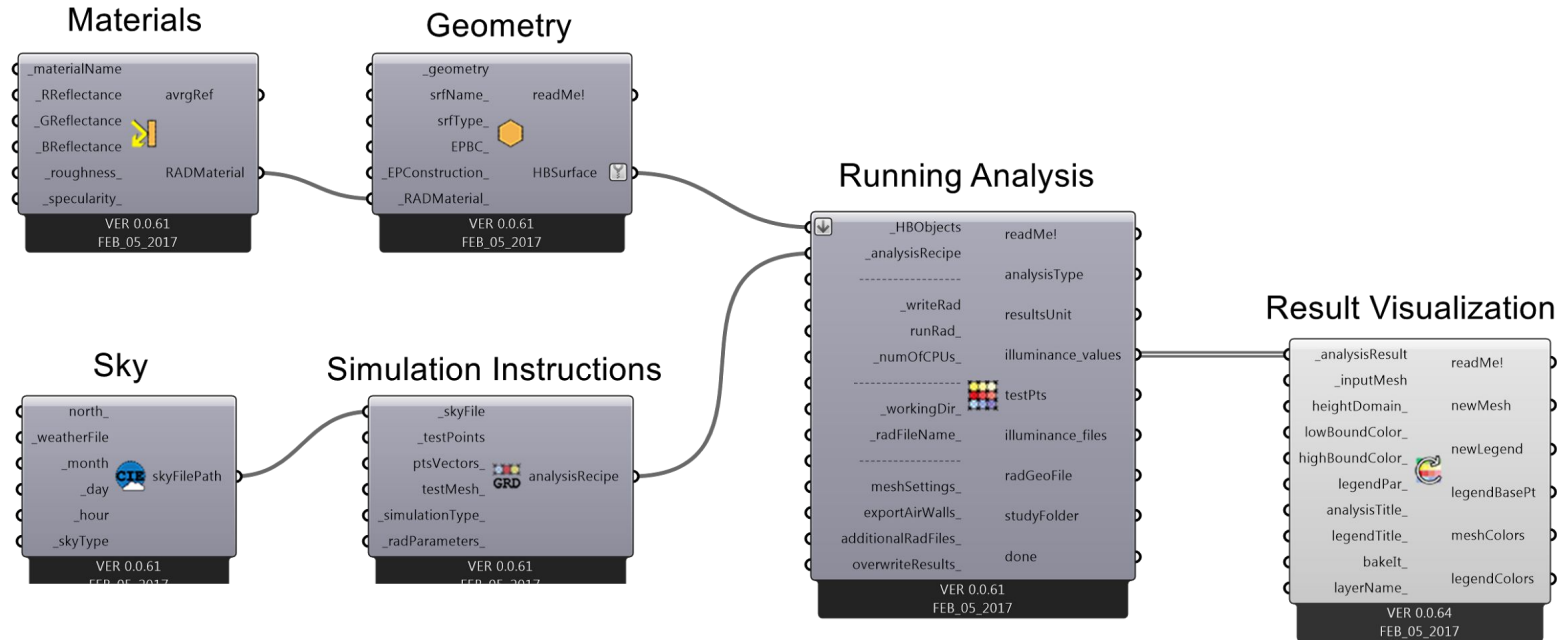 Materials
_materialName
_RReflectance
_GReflectance
_BReflectance
_roughness_
_specularity_
avrgRef
RADMaterial
VER 0.0.61
FEB_05_2017
Geometry
_geometry
srfName_
srfType_
EPBC_
_EPConstruction_
_RADMaterial_
readMe!
HBSurface
VER 0.0.61
FEB_05_2017
Sky
north_
_weatherFile
_month
_day
_hour
_skyType
CIE
skyFilePath
VER 0.0.61
FEB_05_2017
Simulation Instructions
_skyFile
_testPoints
ptsVectors_
testMesh_
_simulationType_
_radParameters_
GRD
analysisRecipe
VER 0.0.61
FEB_05_2017
Running Analysis
_HBObjects
_analysisRecipe
--------------------
_writeRad
runRad_
_numOfCPUs_
--------------------
_workingDir_
_radFileName_
--------------------
meshSettings_
exportAirWalls_
additionalRadFiles_
overwriteResults_
readMe!
analysisType
resultsUnit
illuminance_values
testPts
illuminance_files
radGeoFile
studyFolder
done
VER 0.0.61
FEB_05_2017
Result Visualization
_analysisResult
_inputMesh
heightDomain_
lowBoundColor_
highBoundColor_
legendPar_
analysisTitle_
legendTitle_
bakeIt_
layerName_
readMe!
newMesh
newLegend
legendBasePt
meshColors
legendColors
VER 0.0.64
FEB_05_2017